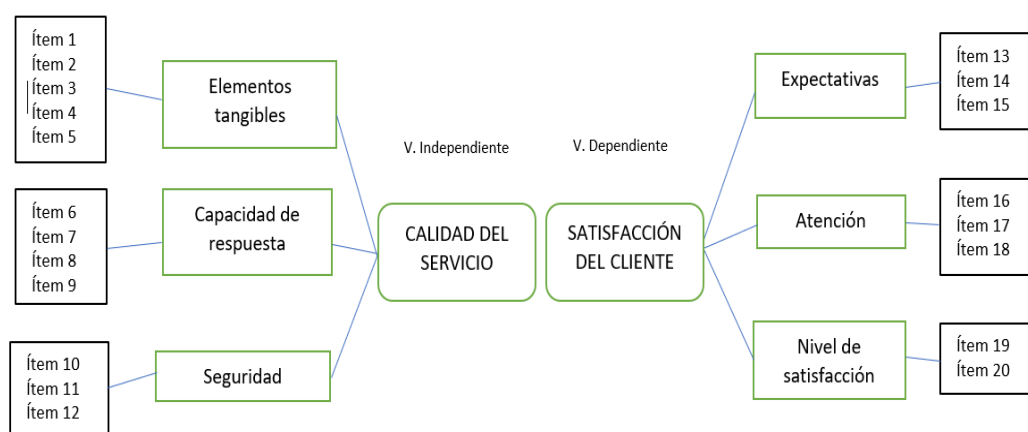 Ítem 1
Ítem 2
Ítem 3
Ítem 4
Ítem 5
Elementos
tangibles
Ítem 6
Ítem 7
Ítem 8
Ítem 9
Capacidad de
respuesta
Ítem 10
Ítem 11
Ítem 12
Seguridad
V. Independiente
CALIDAD DEL
SERVICIO
V. Dependiente
SATISFACCIÓN
DEL CLIENTE
Expectativas
Ítem 13
Ítem 14
Ítem 15
Atención
Ítem 16
Ítem 17
Ítem 18
Nivel de
satisfacción
Ítem 19
Ítem 20